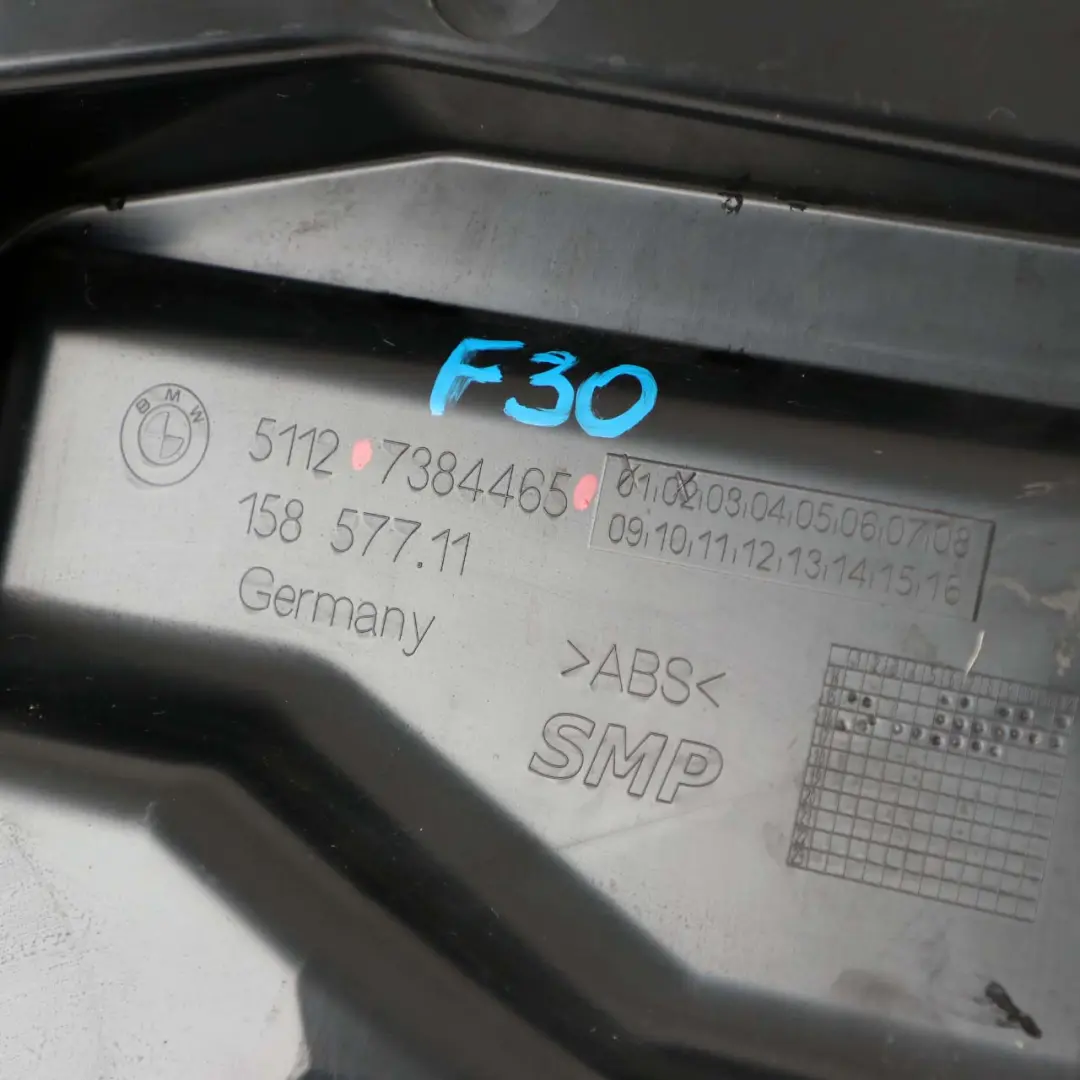 F30
BMW
5112 7384465
01 02 03 04 05 06 07 08
09 10 11 12 13 14 15 16
158 577.11
Germany
>ABS<
SMP